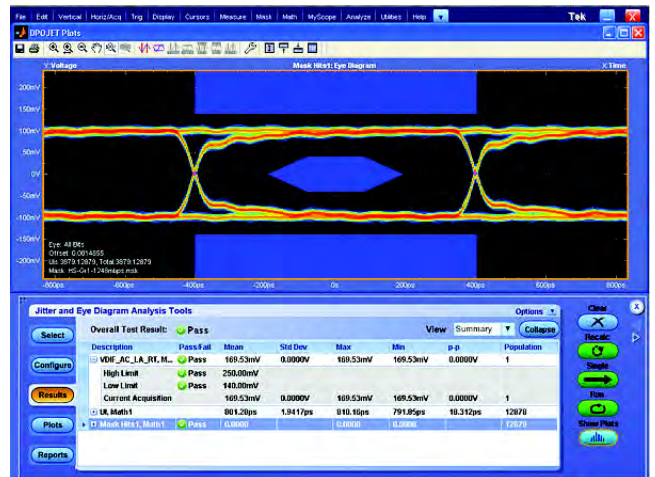 File Edit Vertical Horiz/Acq Trig Display Cursors Measure Mask Math MyScope Analyze Utilities Help Tek
DPOJET Plots
Y:Voltage Mask Hits1: Eye Diagram X:Time
200mV
150mV
100mV
50mV
0V
-50mV
-100mV
-150mV
-200mV
Eye: All Bits
Offset: 0.0014855
UIs:3879:12879, Total:3879:12879
Mask: HS-Gr1-1248mbps.msk
-800ps -600ps -400ps -200ps 0s 200ps 400ps 600ps 800ps
Jitter and Eye Diagram Analysis Tools Options Clear X
Select Overall Test Result: Pass View Summary Collapse
Recalc
Description Pass/Fail Mean Std Dev Max Min p-p Population
VDIF_AC_LA_RT, M... Pass 169.53mV 0.0000V 169.53mV 169.53mV 0.0000V 1
Configure High Limit Pass 250.00mV Single
Low Limit Pass 140.00mV
Results Current Acquisition 169.53mV 0.0000V 169.53mV 169.53mV 0.0000V 1
Run
UI, Math1 801.28ps 1.9417ps 810.16ps 791.85ps 18.312ps 12878
Plots Mask Hits1, Math1 Pass 0.0000 0.0000 0.0000 12878 Show Plots
Reports